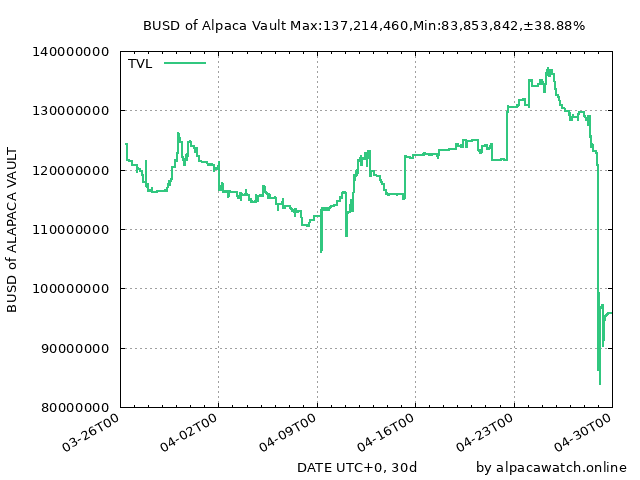 BUSD of Alpaca Vault Max:137,214,460,Min:83,853,842,±38.88%
140000000
TVL
130000000
120000000
110000000
100000000
90000000
80000000
BUSD of ALAPACA VAULT
03-26T00
04-02T00
04-09T00
04-16T00
04-23T00
04-30T00
DATE UTC+0, 30d
by alpacawatch.online